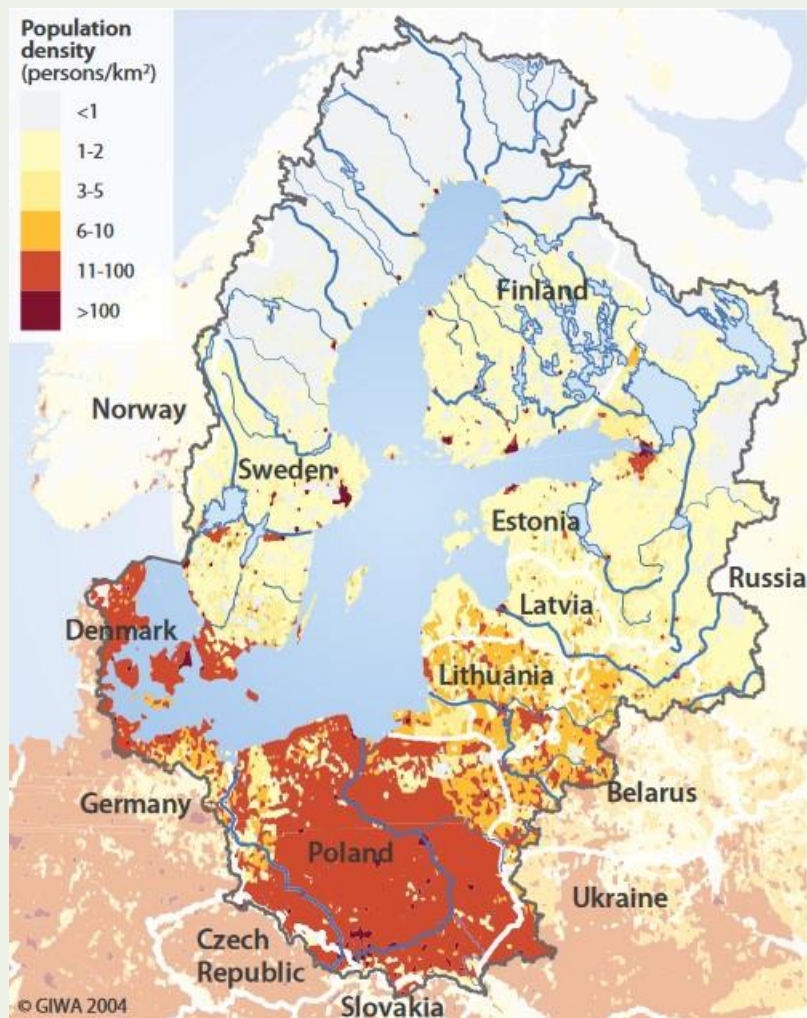 Population
density
(persons/km²)
<1
1-2
3-5
6-10
11-100
>100
Finland
Norway
Sweden
Estonia
Russia
Latvia
Denmark
Lithuania
Germany
Belarus
Poland
Ukraine
Czech
Republic
Slovakia
© GIWA 2004